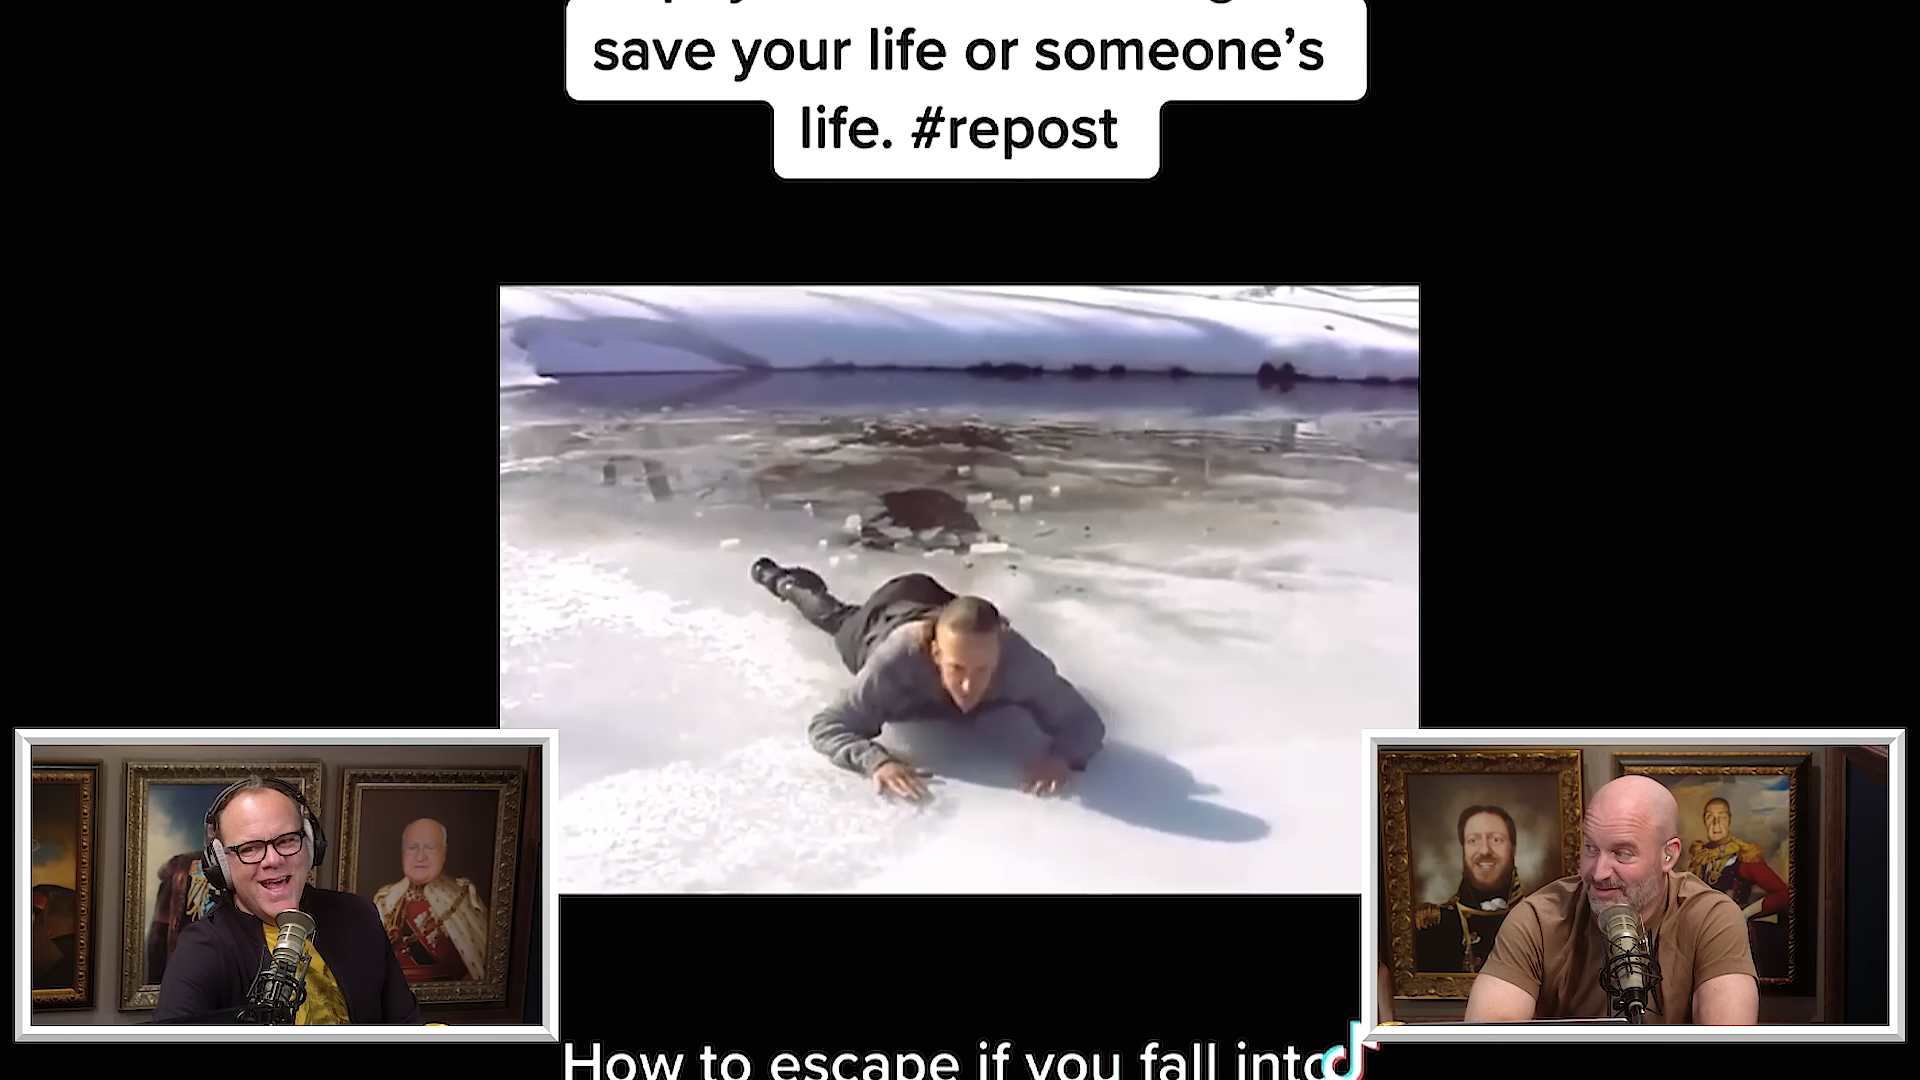 save your life or someone’s
life. #repost
How to escape if you fall into